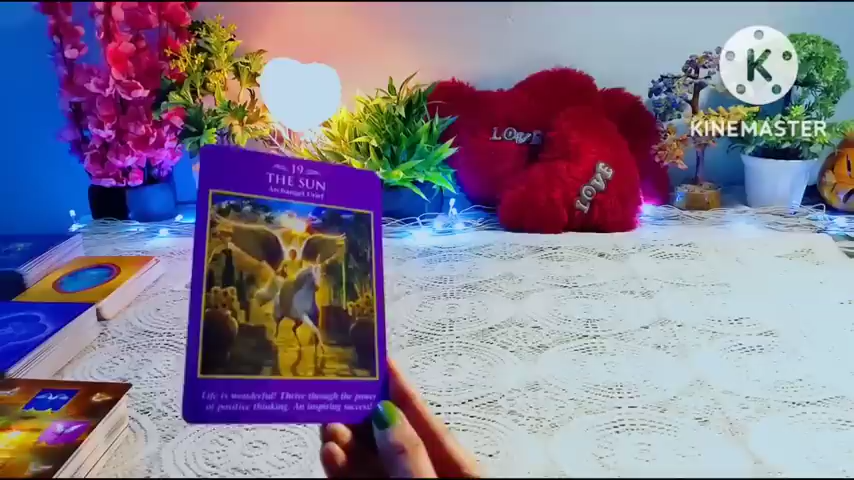 K
KINEMASTER
LOVE
LOVE
19
THE SUN
Archangel Uriel
Life is wonderful! Thrive through the power
of positive thinking. An inspiring success!